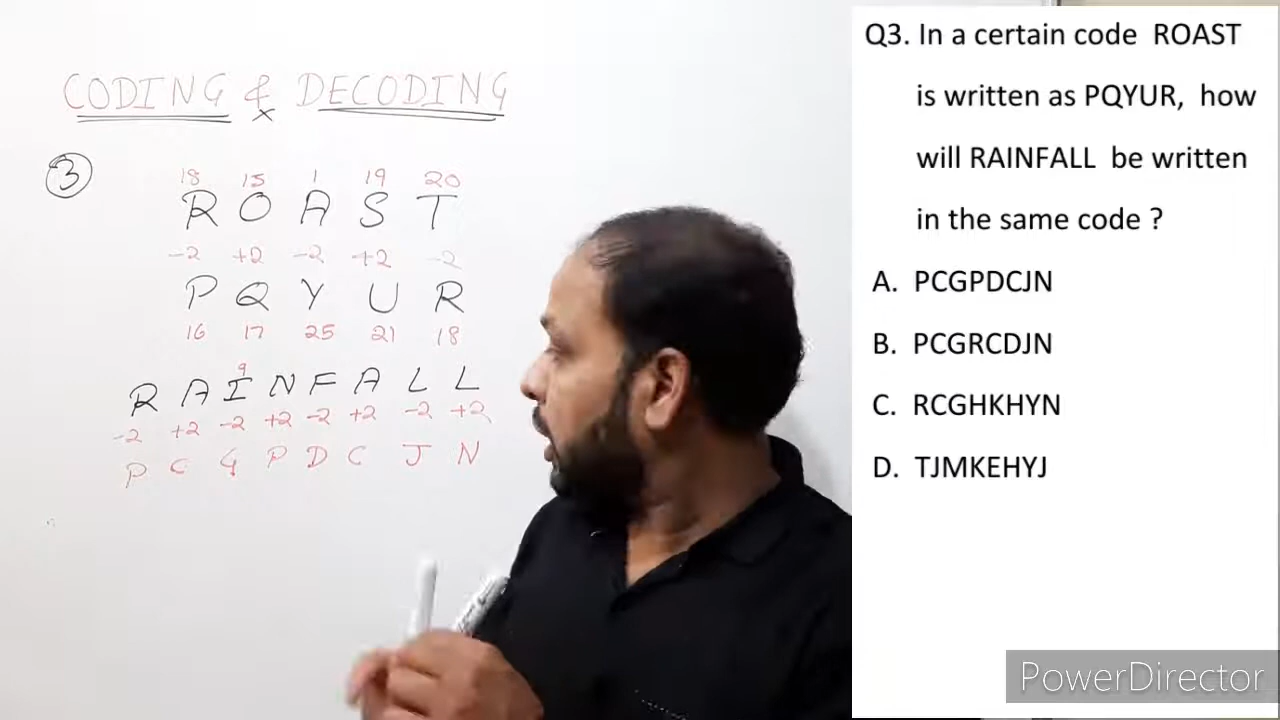 CODING & DECODING
3
18 15 1 19 20
R O A S T
-2 +2 -2 +2 -2
P Q Y U R
16 17 25 21 18
9
R A I N F A L L
-2 +2 -2 +2 -2 +2 -2 +2
P C G P D C J N
Q3. In a certain code ROAST
is written as PQYUR, how
will RAINFALL be written
in the same code ?
A. PCGPDCJN
B. PCGRCDJN
C. RCGHKHYN
D. TJMKEHYJ
PowerDirector